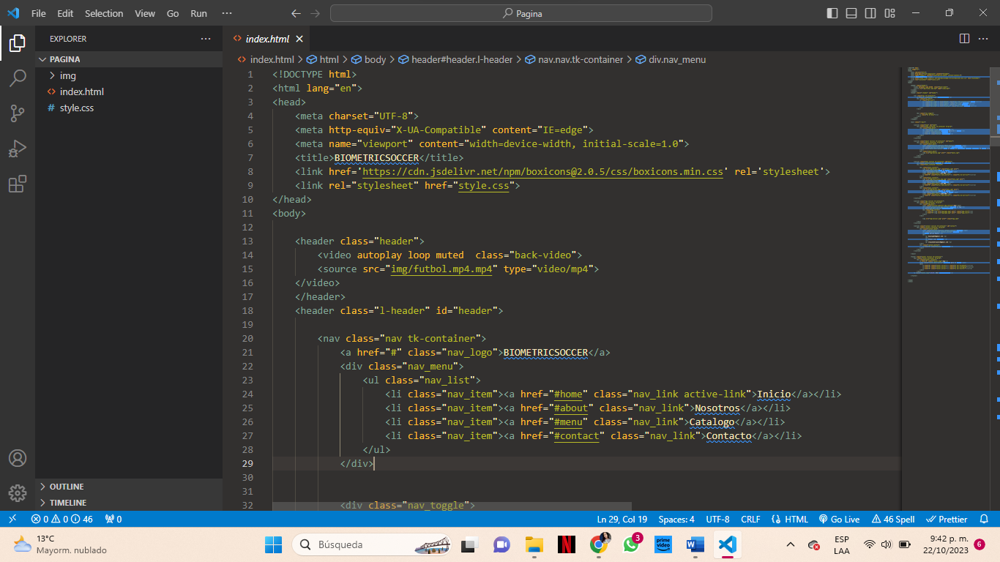 File Edit Selection View Go Run ··· Pagina
EXPLORER ···
PAGINA
img
index.html
style.css
OUTLINE
TIMELINE
index.html
index.html > html > body > header#header.l-header > nav.nav.tk-container > div.nav_menu
1 <!DOCTYPE html>
2 <html lang="en">
3 <head>
4 <meta charset="UTF-8">
5 <meta http-equiv="X-UA-Compatible" content="IE=edge">
6 <meta name="viewport" content="width=device-width, initial-scale=1.0">
7 <title>BIOMETRICSOCCER</title>
8 <link href='https://cdn.jsdelivr.net/npm/boxicons@2.0.5/css/boxicons.min.css' rel='stylesheet'>
9 <link rel="stylesheet" href="style.css">
10 </head>
11 <body>
12
13 <header class="header">
14 <video autoplay loop muted  class="back-video">
15 <source src="img/futbol.mp4.mp4" type="video/mp4">
16 </video>
17 </header>
18 <header class="l-header" id="header">
19
20 <nav class="nav tk-container">
21 <a href="#" class="nav_logo">BIOMETRICSOCCER</a>
22 <div class="nav_menu">
23 <ul class="nav_list">
24 <li class="nav_item"><a href="#home" class="nav_link active-link">Inicio</a></li>
25 <li class="nav_item"><a href="#about" class="nav_link">Nosotros</a></li>
26 <li class="nav_item"><a href="#menu" class="nav_link">Catalogo</a></li>
27 <li class="nav_item"><a href="#contact" class="nav_link">Contacto</a></li>
28 </ul>
29 </div>
30
31
32 <div class="nav_toggle">
0 0 46 0 Ln 29, Col 19 Spaces: 4 UTF-8 CRLF HTML Go Live 46 Spell Prettier
13°C
Mayorm. nublado
Búsqueda
3
prime video
ESP
LAA
9:42 p. m.
22/10/2023
6